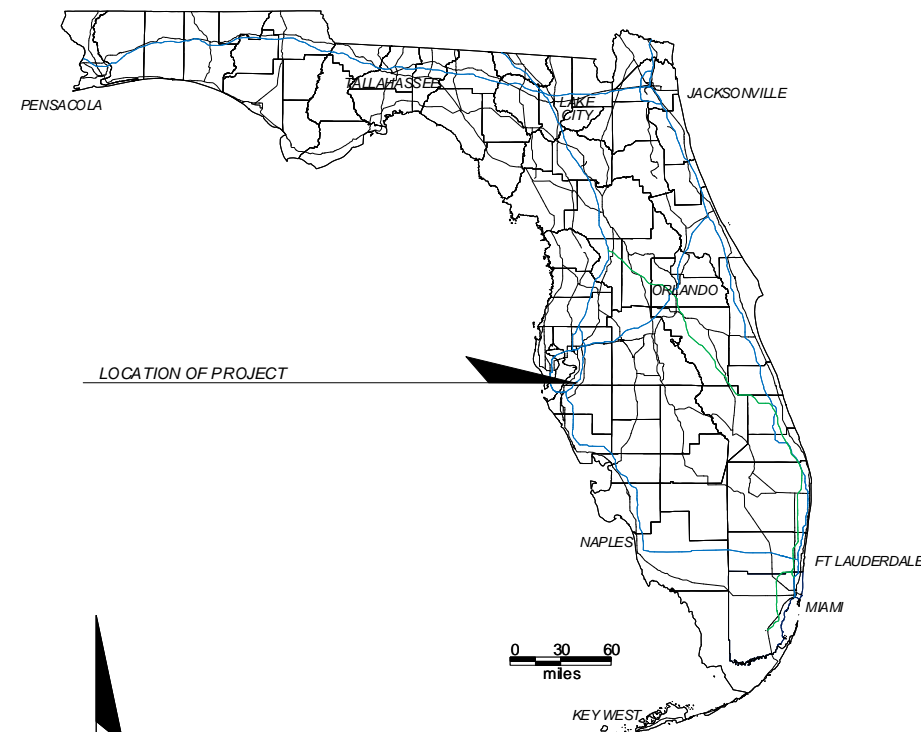 TALLAHASSEE
PENSACOLA
JACKSONVILLE
LAKE
CITY
ORLANDO
LOCATION OF PROJECT
NAPLES
FT LAUDERDALE
MIAMI
0 30 60
miles
KEY WEST